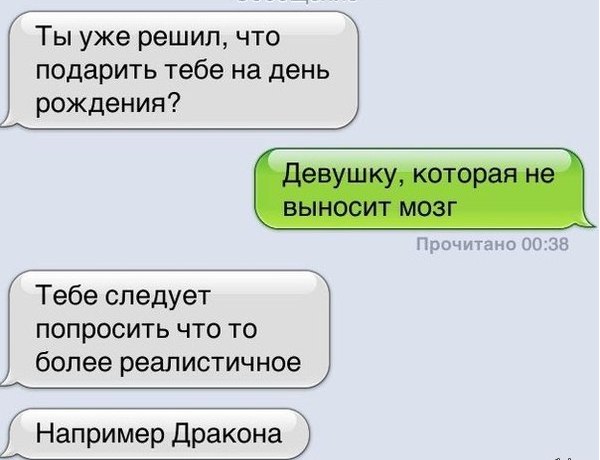 Ты уже решил, что
подарить тебе на день
рождения?
Девушку, которая не
выносит мозг
Прочитано 00:38
Тебе следует
попросить что то
более реалистичное
Например Дракона